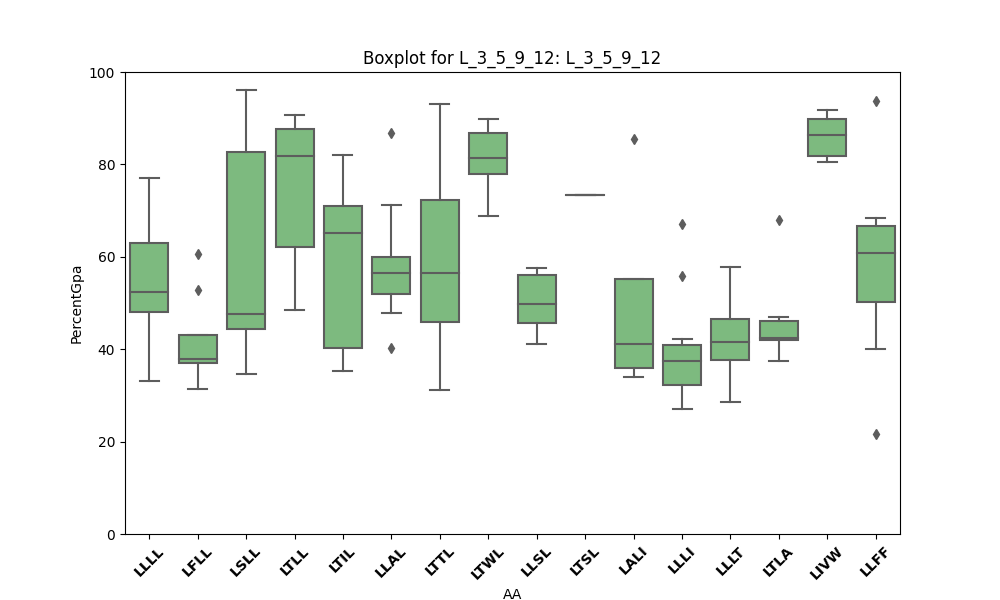 Boxplot for L_3_5_9_12: L_3_5_9_12
100
80
60
40
20
0
PercentGpa
LLLL LFLL LSLL LTLL LTIL LLAL LTTL LTWL LLSL LTSL LALI LLLI LLLT LTLA LIVW LLFF
AA